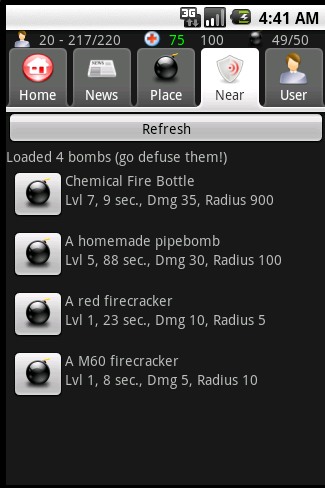 3G
4:41 AM
20 - 217/220 75 100 49/50
NEWS
Home News Place Near User
Refresh
Loaded 4 bombs (go defuse them!)
Chemical Fire Bottle
Lvl 7, 9 sec., Dmg 35, Radius 900
A homemade pipebomb
Lvl 5, 88 sec., Dmg 30, Radius 100
A red firecracker
Lvl 1, 23 sec., Dmg 10, Radius 5
A M60 firecracker
Lvl 1, 8 sec., Dmg 5, Radius 10